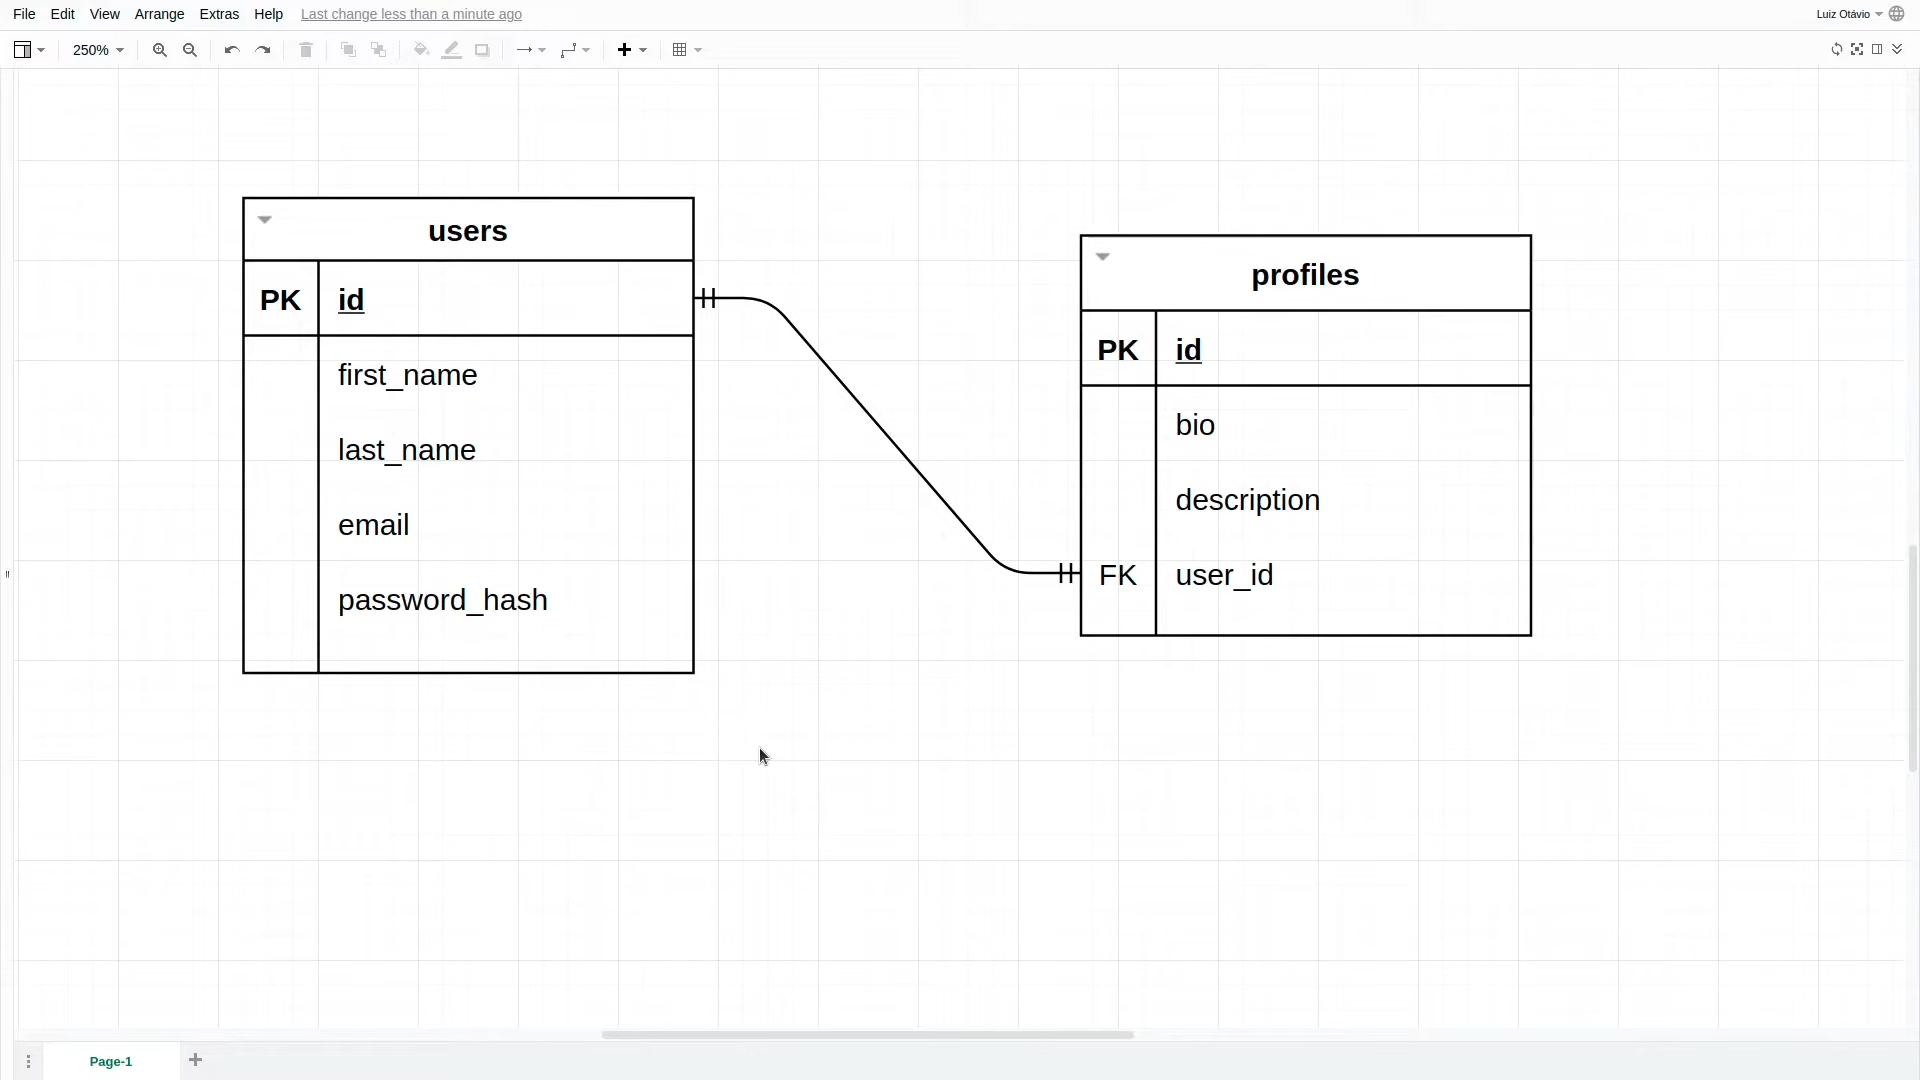 File Edit View Arrange Extras Help Last change less than a minute ago
Luiz Otávio
250%
users
PK id
first_name
last_name
email
password_hash
profiles
PK id
bio
description
FK user_id
Page-1